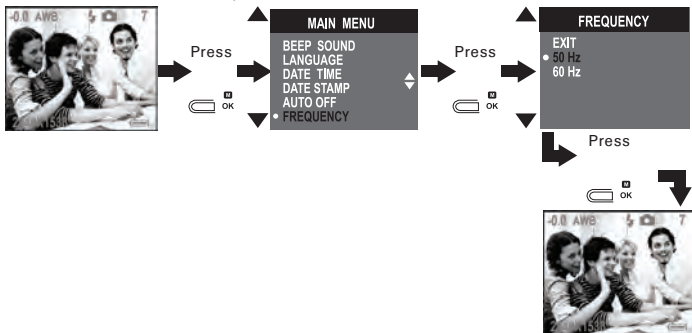 -0.0 AWB 7
Press
M
OK
MAIN MENU
BEEP SOUND
LANGUAGE
DATE TIME
DATE STAMP
AUTO OFF
FREQUENCY
Press
M
OK
FREQUENCY
EXIT
50 Hz
60 Hz
Press
M
OK
-0.0 AWB 7